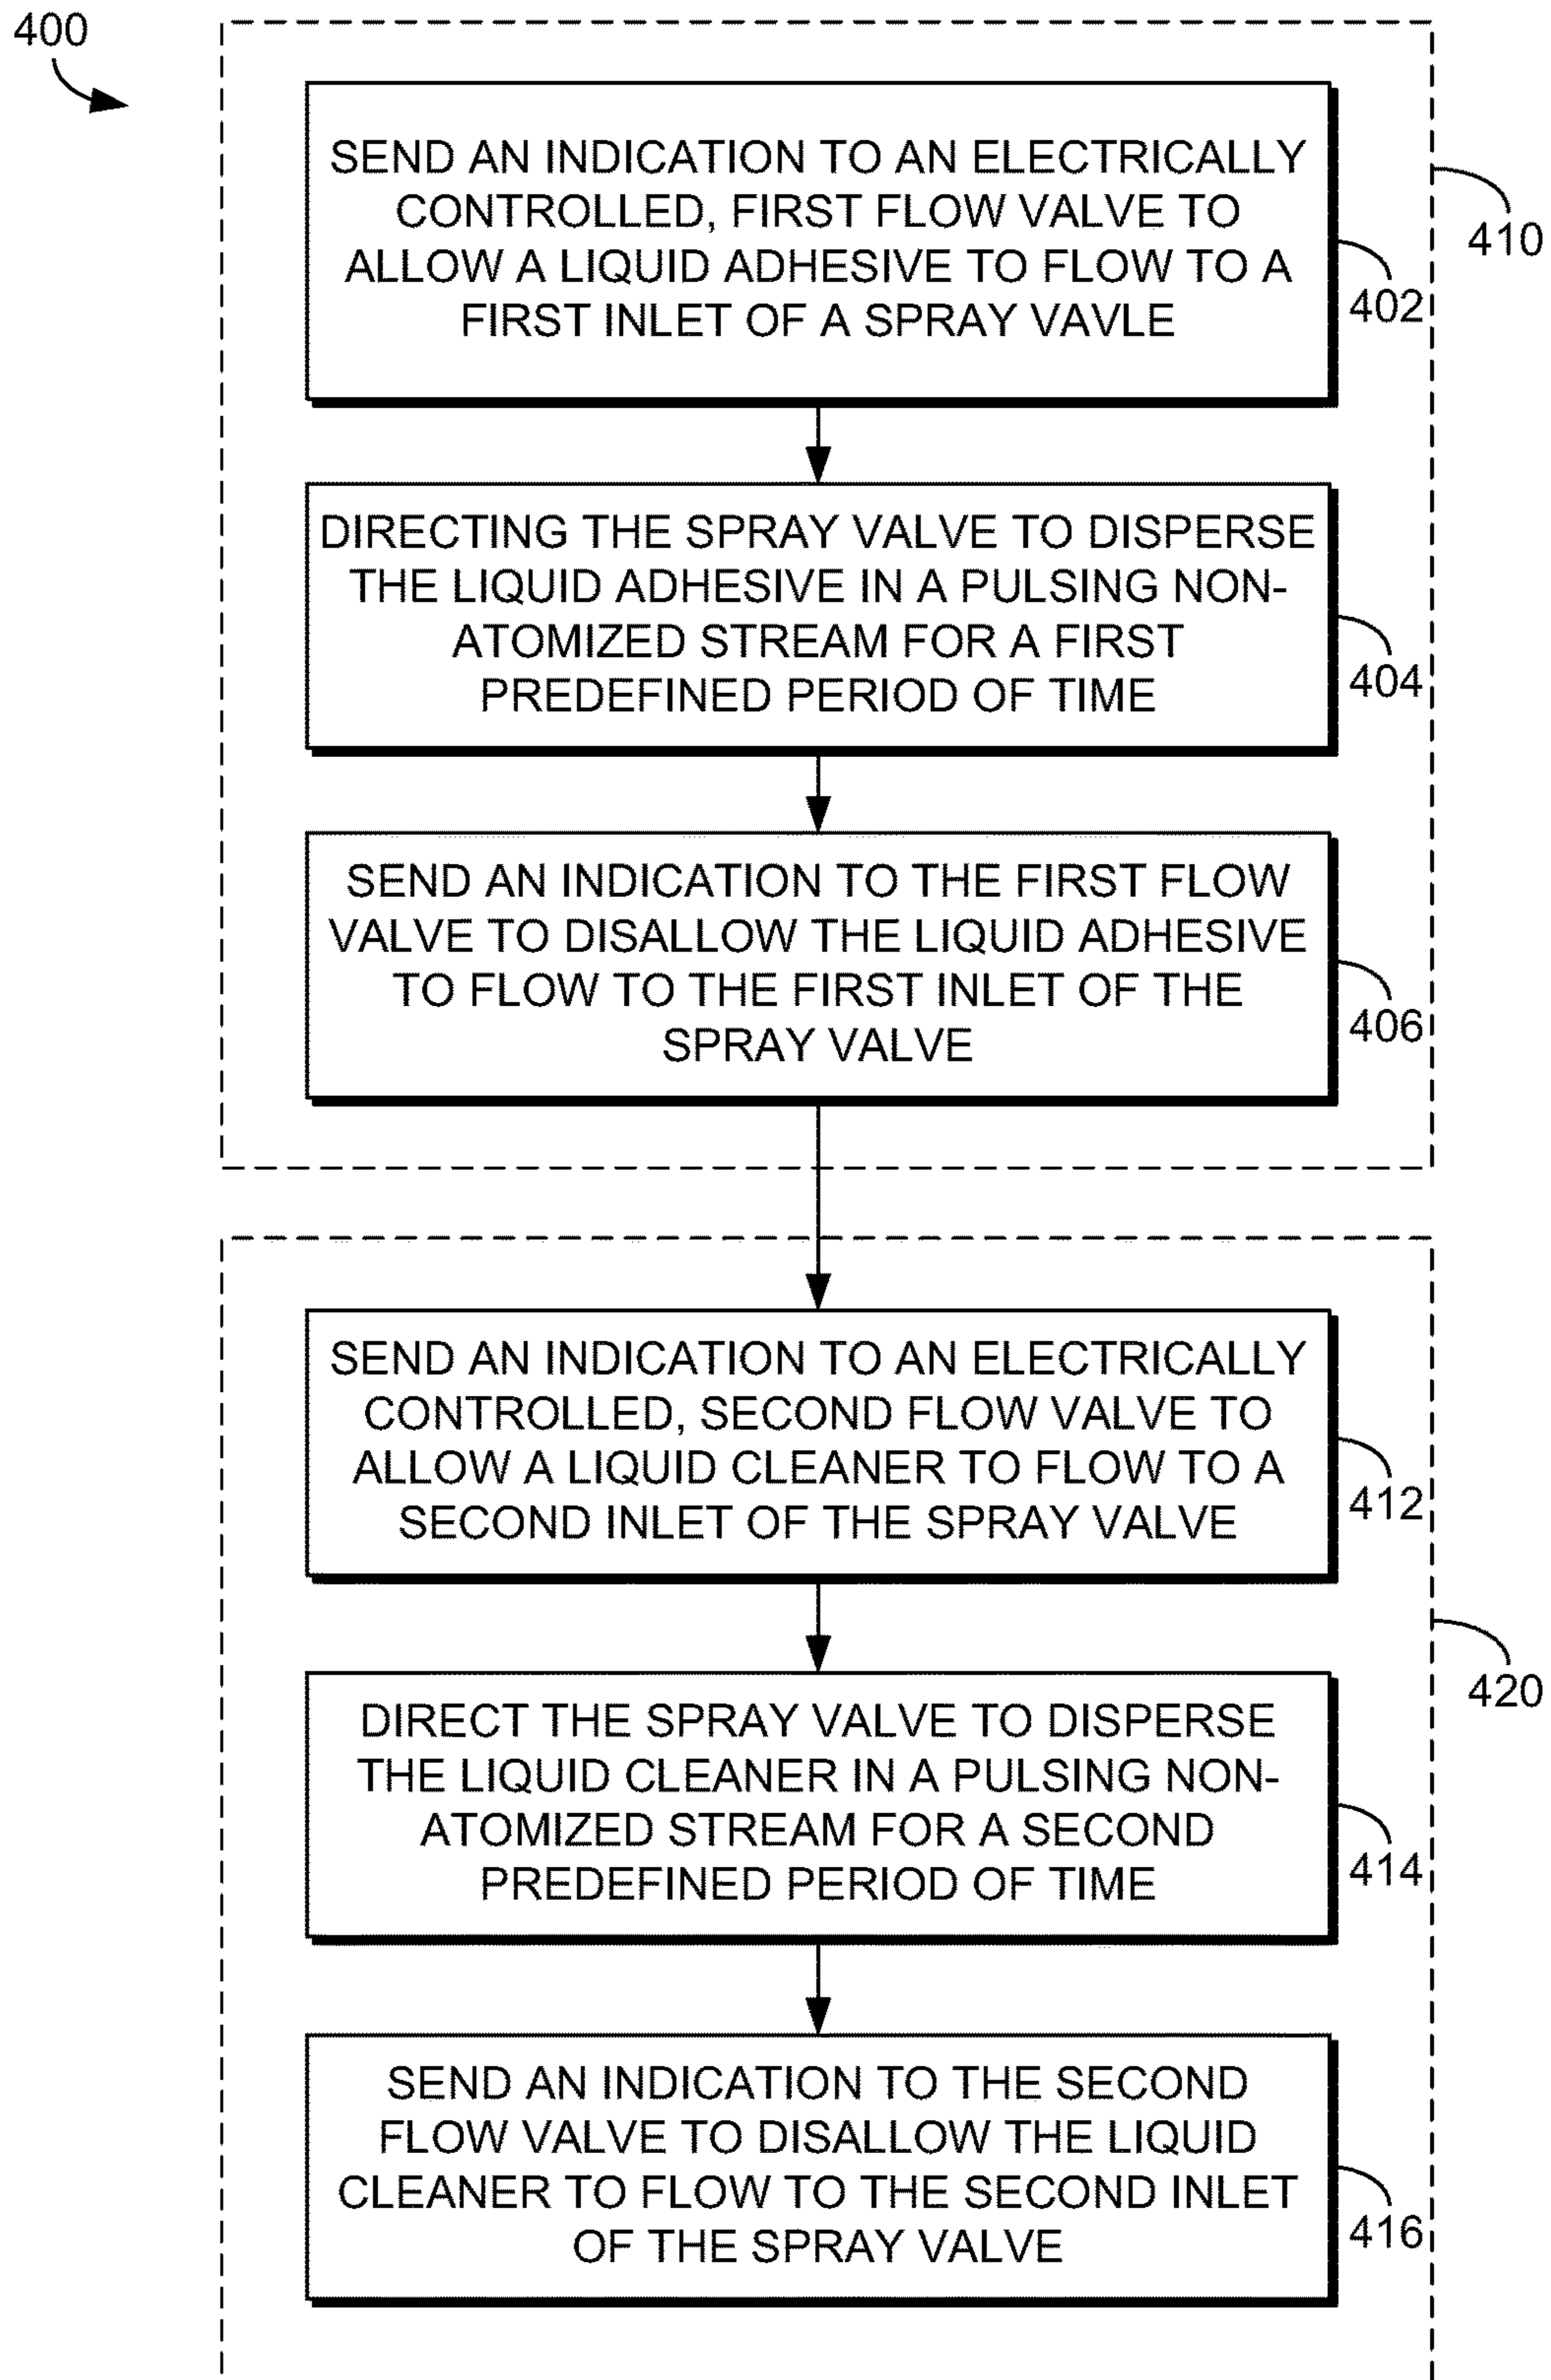 400
SEND AN INDICATION TO AN ELECTRICALLY
CONTROLLED, FIRST FLOW VALVE TO
ALLOW A LIQUID ADHESIVE TO FLOW TO A
FIRST INLET OF A SPRAY VAVLE
410
402
DIRECTING THE SPRAY VALVE TO DISPERSE
THE LIQUID ADHESIVE IN A PULSING NON-
ATOMIZED STREAM FOR A FIRST
PREDEFINED PERIOD OF TIME
404
SEND AN INDICATION TO THE FIRST FLOW
VALVE TO DISALLOW THE LIQUID ADHESIVE
TO FLOW TO THE FIRST INLET OF THE
SPRAY VALVE
406
SEND AN INDICATION TO AN ELECTRICALLY
CONTROLLED, SECOND FLOW VALVE TO
ALLOW A LIQUID CLEANER TO FLOW TO A
SECOND INLET OF THE SPRAY VALVE
412
420
DIRECT THE SPRAY VALVE TO DISPERSE
THE LIQUID CLEANER IN A PULSING NON-
ATOMIZED STREAM FOR A SECOND
PREDEFINED PERIOD OF TIME
414
SEND AN INDICATION TO THE SECOND
FLOW VALVE TO DISALLOW THE LIQUID
CLEANER TO FLOW TO THE SECOND INLET
OF THE SPRAY VALVE
416